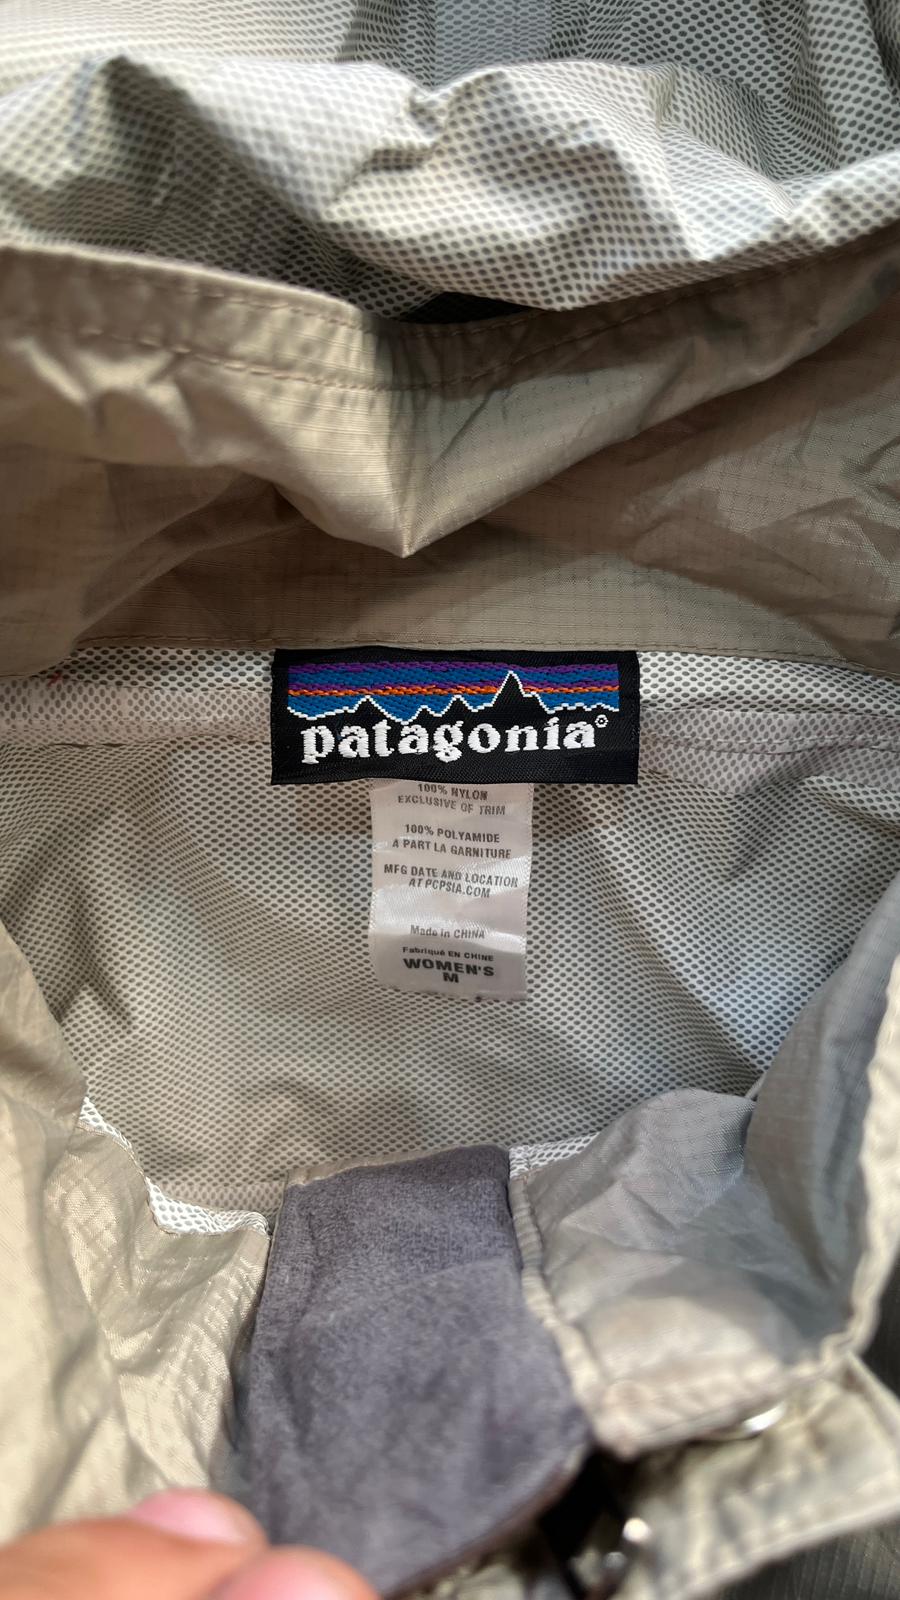 patagonia®
100% NYLON
EXCLUSIVE OF TRIM
100% POLYAMIDE
A PART LA GARNITURE
MFG DATE AND LOCATION
AT PCPSIA.COM
Made in CHINA
Fabriqué EN CHINE
WOMEN'S
M